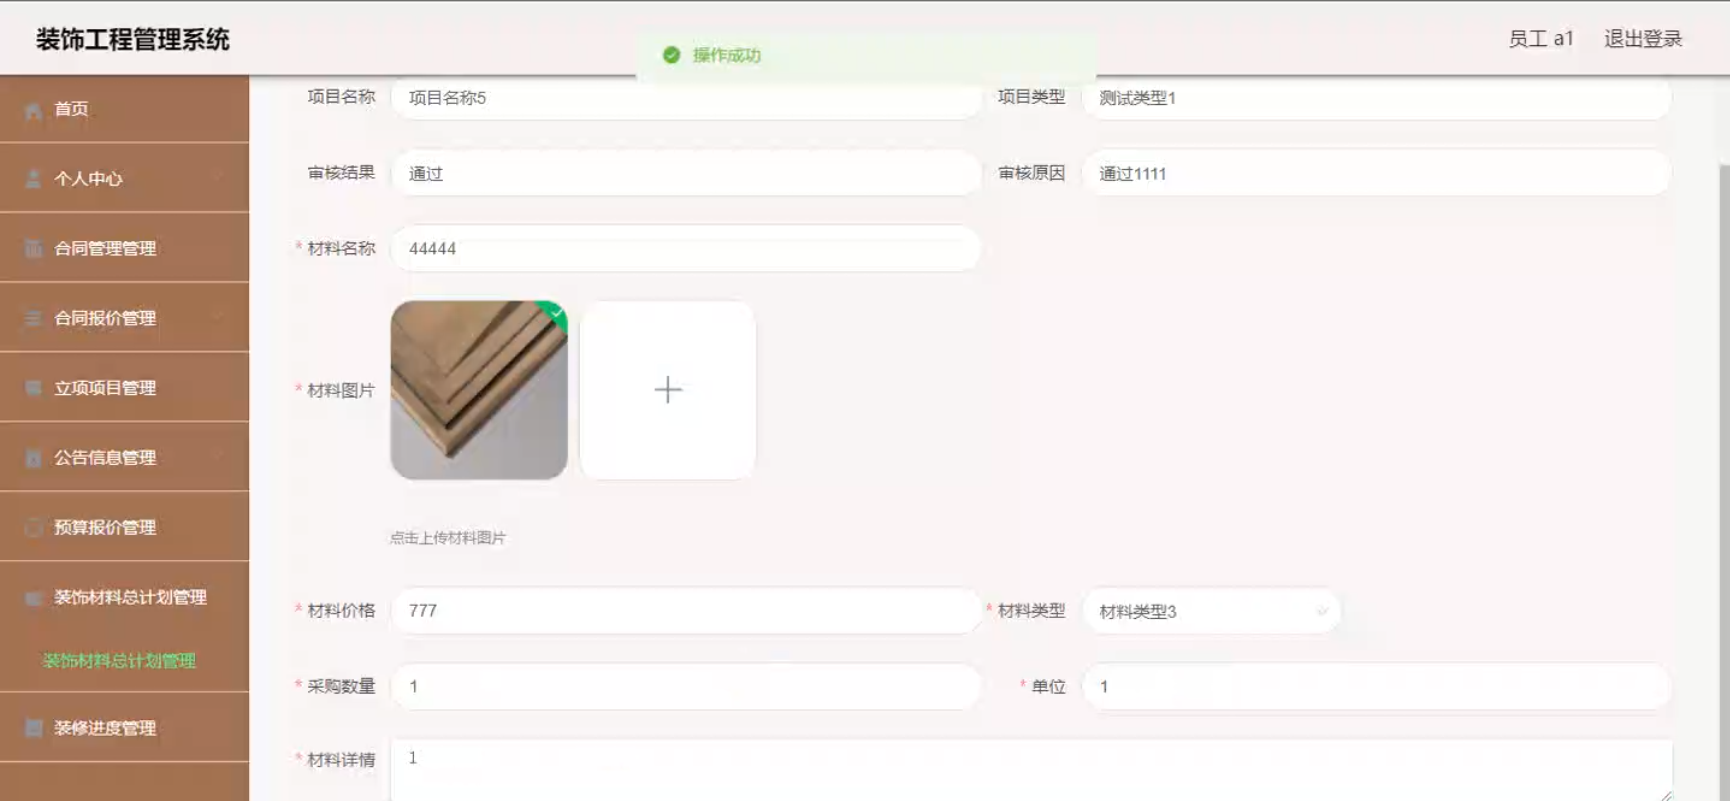 装饰工程管理系统
操作成功
员工 a1
退出登录
首页
个人中心
合同管理管理
合同报价管理
立项项目管理
公告信息管理
预算报价管理
装饰材料总计划管理
装饰材料总计划管理
装修进度管理
项目名称 项目名称5
项目类型 测试类型1
审核结果 通过
审核原因 通过1111
* 材料名称 44444
* 材料图片
点击上传材料图片
* 材料价格 777
* 材料类型 材料类型3
* 采购数量 1
* 单位 1
* 材料详情 1